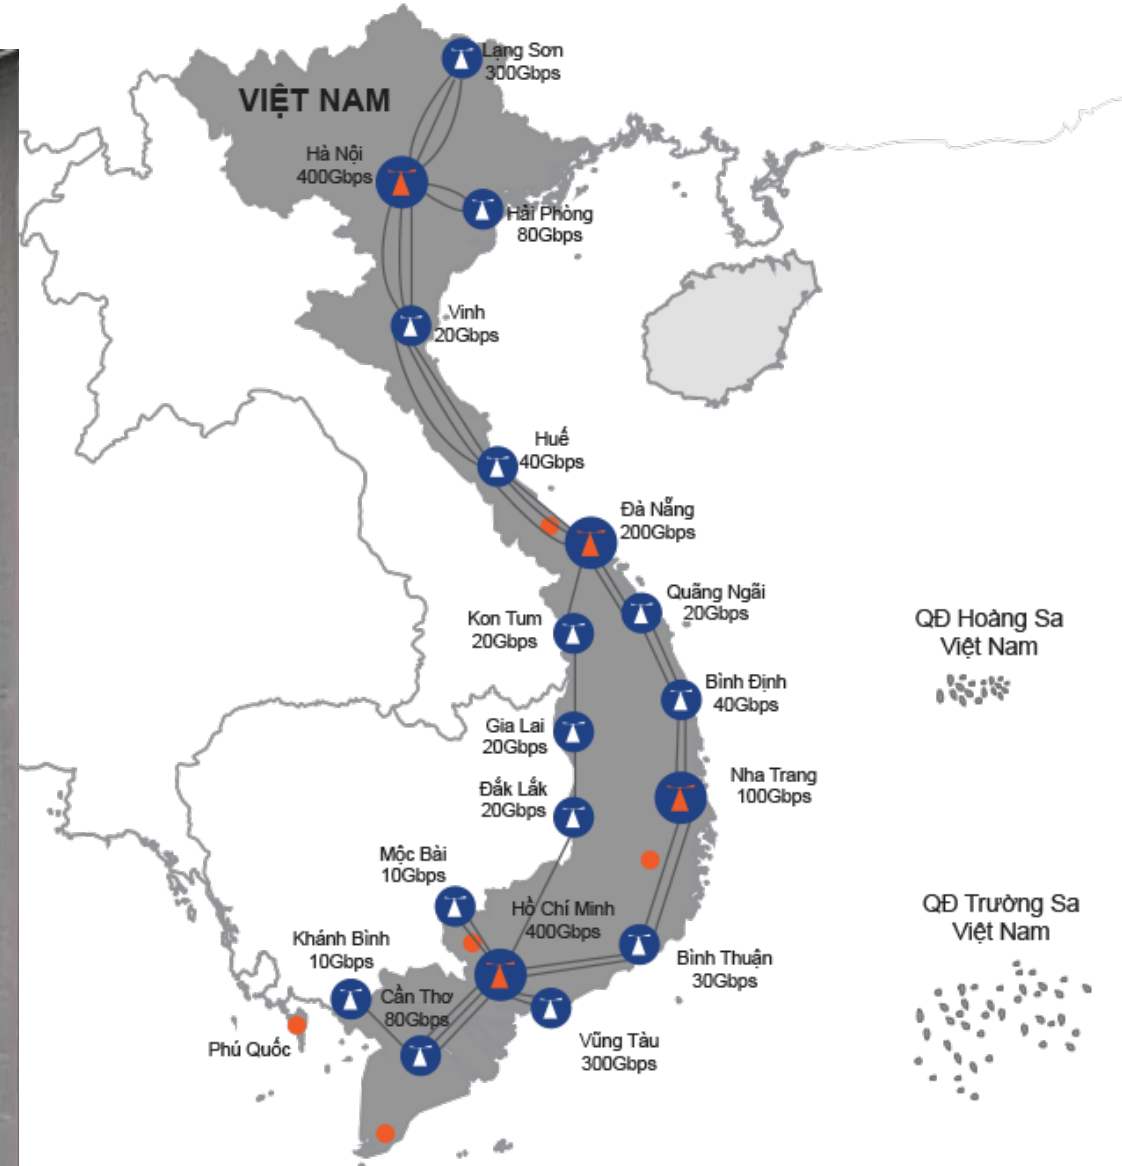 Lạng Sơn
300Gbps
VIỆT NAM
Hà Nội
400Gbps
Hải Phòng
80Gbps
Vinh
20Gbps
Huế
40Gbps
Đà Nẵng
200Gbps
Quãng Ngãi
20Gbps
Kon Tum
20Gbps
QĐ Hoàng Sa
Việt Nam
Bình Định
40Gbps
Gia Lai
20Gbps
Nha Trang
100Gbps
Đắk Lắk
20Gbps
Mộc Bài
10Gbps
Hồ Chí Minh
400Gbps
QĐ Trường Sa
Việt Nam
Khánh Bình
10Gbps
Bình Thuận
30Gbps
Cần Thơ
80Gbps
Phú Quốc
Vũng Tàu
300Gbps